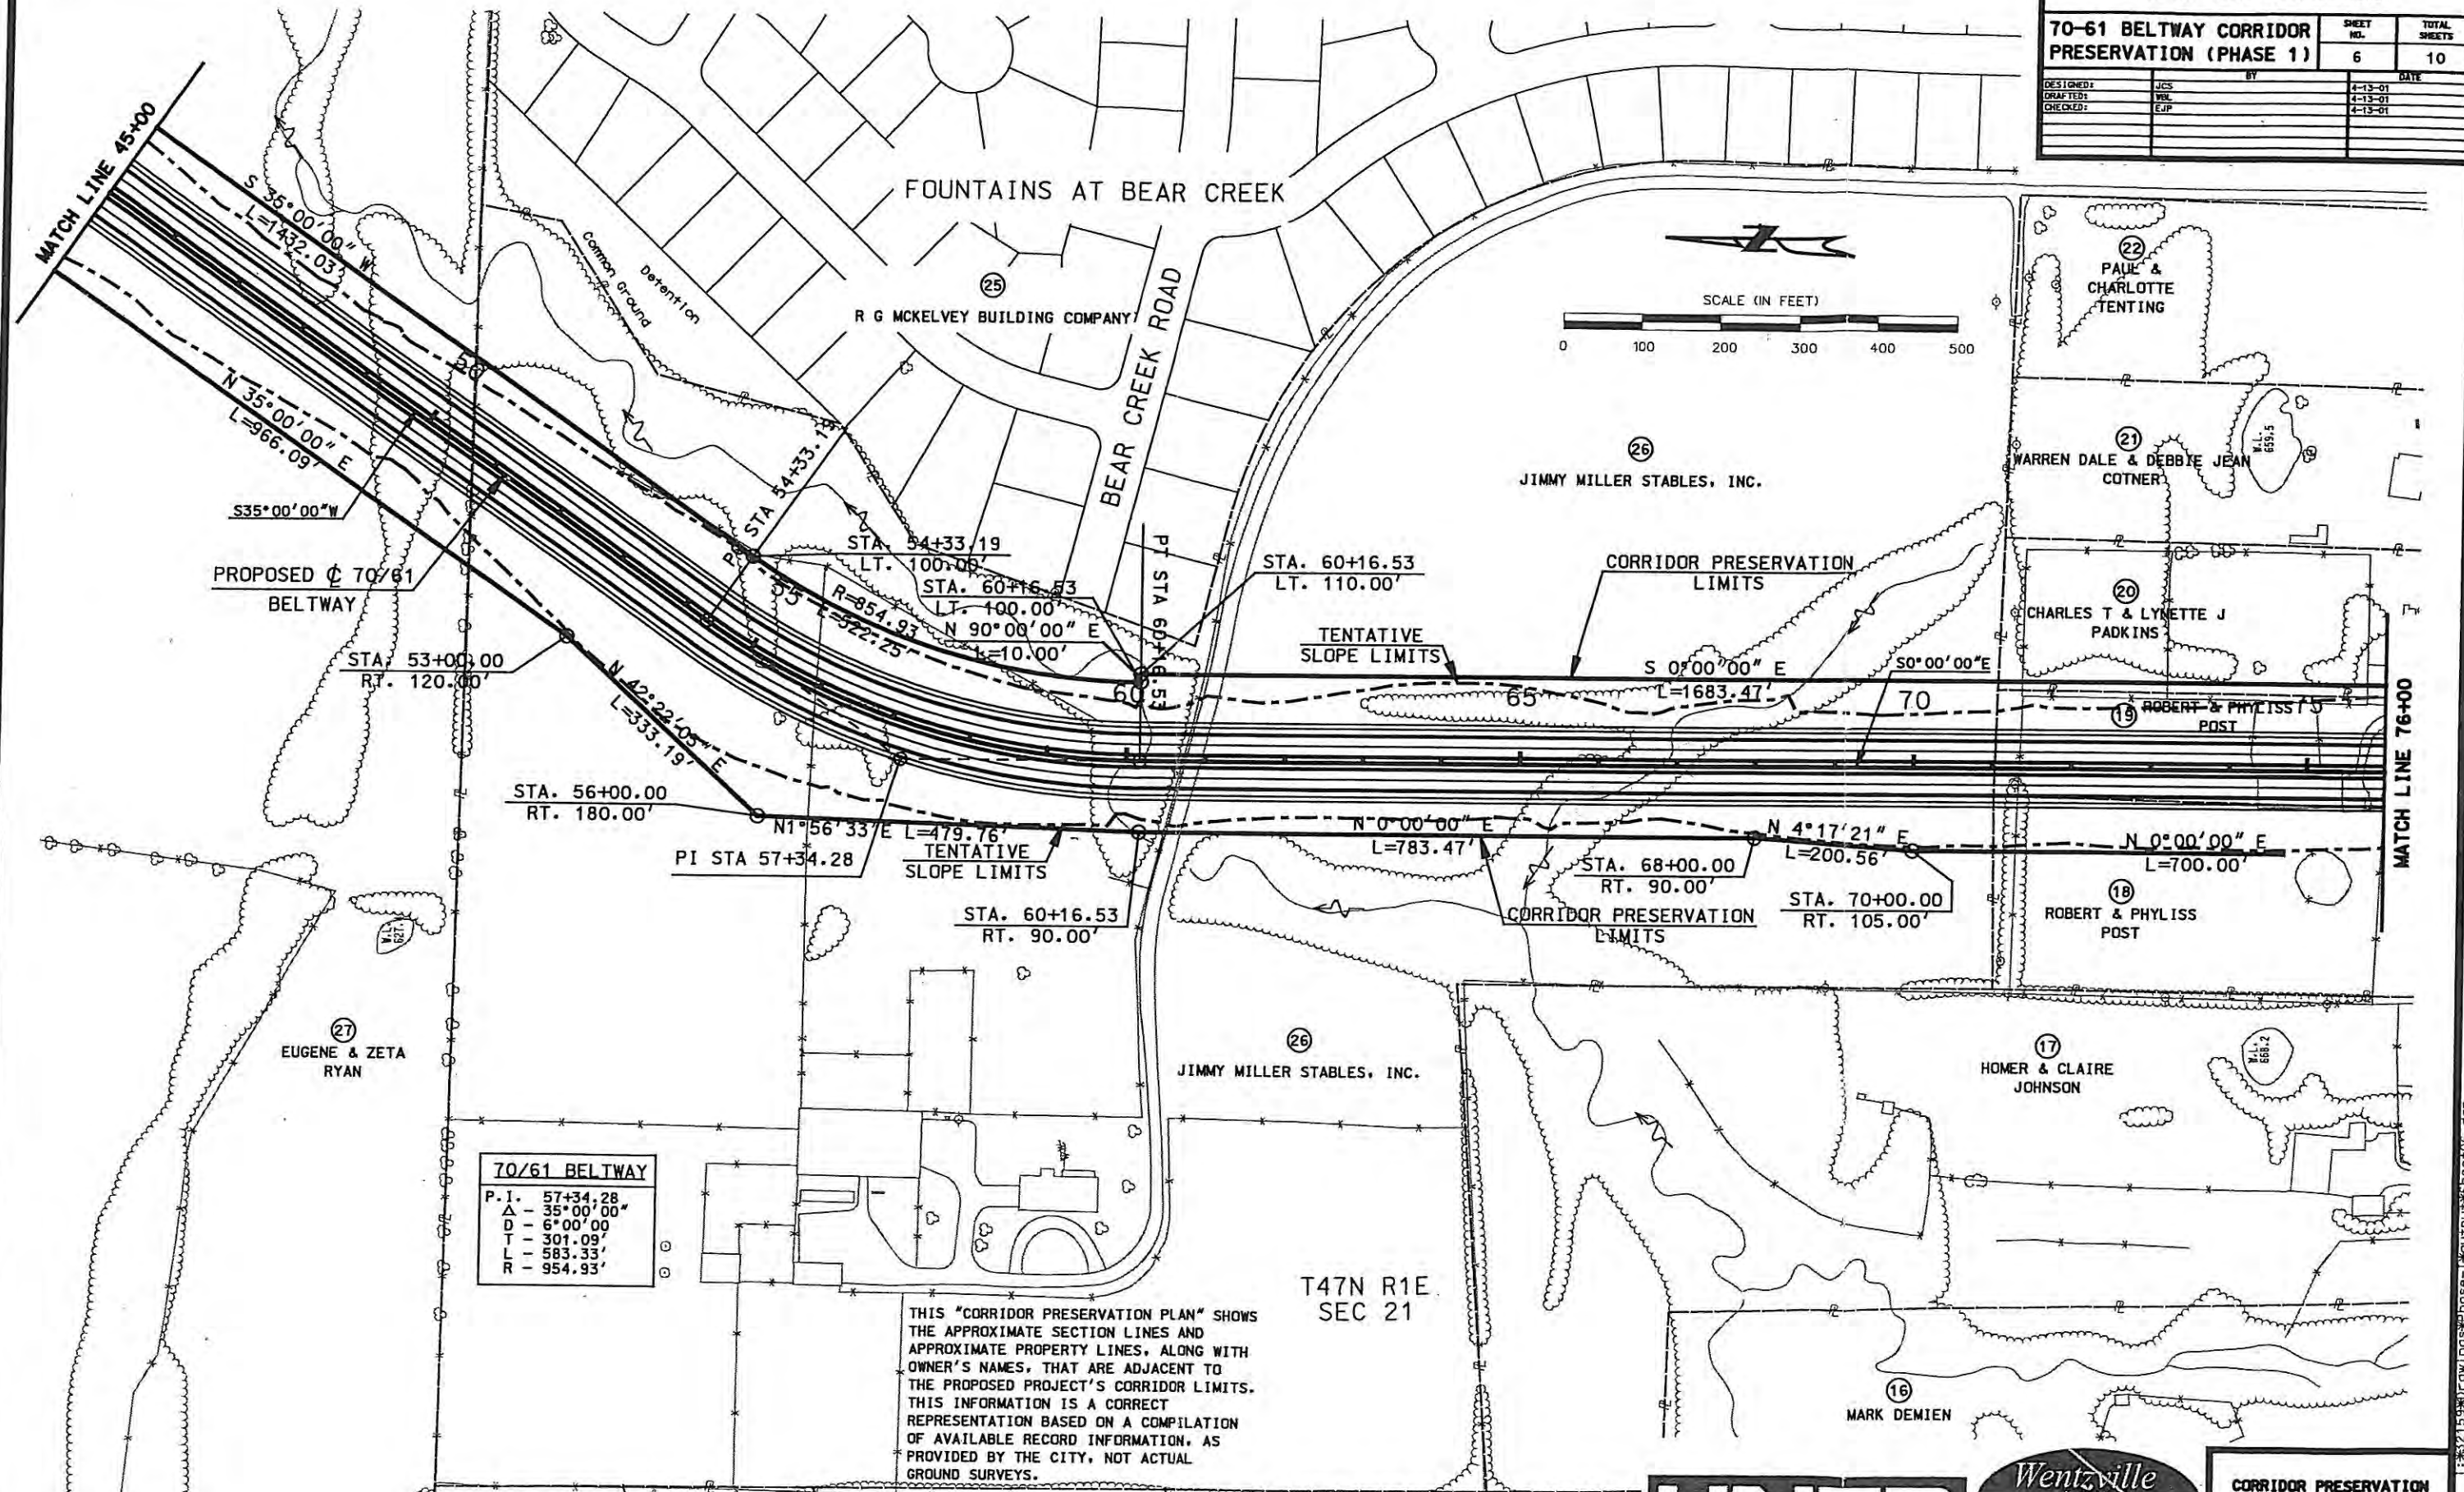 70-61 BELTWAY CORRIDOR
PRESERVATION (PHASE 1)
SHEET NO.
6
TOTAL SHEETS
10
BY
DATE
DESIGNED: JCS 4-13-01
DRAFTED: WBL 4-13-01
CHECKED: EJP 4-13-01
MATCH LINE 45+00
S 35°00'00" W
L=1432.03'
N 35°00'00" E
L=966.09'
S35°00'00"W
PROPOSED ℄ 70/61
BELTWAY
50
Common Ground
Detention
FOUNTAINS AT BEAR CREEK
25
R G MCKELVEY BUILDING COMPANY
BEAR CREEK ROAD
SCALE (IN FEET)
0 100 200 300 400 500
22
PAUL &
CHARLOTTE
TENTING
21
WARREN DALE & DEBBIE JEAN
COTNER
W.L.
659.5
20
CHARLES T & LYNETTE J
PADKINS
26
JIMMY MILLER STABLES, INC.
PC STA 54+33.19
STA. 54+33.19
LT. 100.00'
55
R=854.93'
L=522.25'
STA. 60+16.53
LT. 100.00'
N 90°00'00" E
L=10.00'
PT STA 60+16.53
60
STA. 60+16.53
LT. 110.00'
CORRIDOR PRESERVATION
LIMITS
TENTATIVE
SLOPE LIMITS
S 0°00'00" E
L=1683.47'
S0°00'00"E
65
70
75
19
ROBERT & PHYLISS
POST
MATCH LINE 76+00
STA. 53+00.00
RT. 120.00'
N 42°22'05" E
L=333.19'
STA. 56+00.00
RT. 180.00'
N1°56'33"E L=479.76'
PI STA 57+34.28
TENTATIVE
SLOPE LIMITS
STA. 60+16.53
RT. 90.00'
N 0°00'00" E
L=783.47'
CORRIDOR PRESERVATION
LIMITS
STA. 68+00.00
RT. 90.00'
N 4°17'21" E
L=200.56'
STA. 70+00.00
RT. 105.00'
N 0°00'00" E
L=700.00'
18
ROBERT & PHYLISS
POST
W.L.
627.
27
EUGENE & ZETA
RYAN
26
JIMMY MILLER STABLES, INC.
17
HOMER & CLAIRE
JOHNSON
W.L.
668.2
70/61 BELTWAY
P.I. 57+34.28
Δ - 35°00'00"
D - 6°00'00
T - 301.09'
L - 583.33'
R - 954.93'
T47N R1E
SEC 21
THIS "CORRIDOR PRESERVATION PLAN" SHOWS
THE APPROXIMATE SECTION LINES AND
APPROXIMATE PROPERTY LINES, ALONG WITH
OWNER'S NAMES, THAT ARE ADJACENT TO
THE PROPOSED PROJECT'S CORRIDOR LIMITS.
THIS INFORMATION IS A CORRECT
REPRESENTATION BASED ON A COMPILATION
OF AVAILABLE RECORD INFORMATION, AS
PROVIDED BY THE CITY, NOT ACTUAL
GROUND SURVEYS.
16
MARK DEMIEN
Wentzville
CORRIDOR PRESERVATION